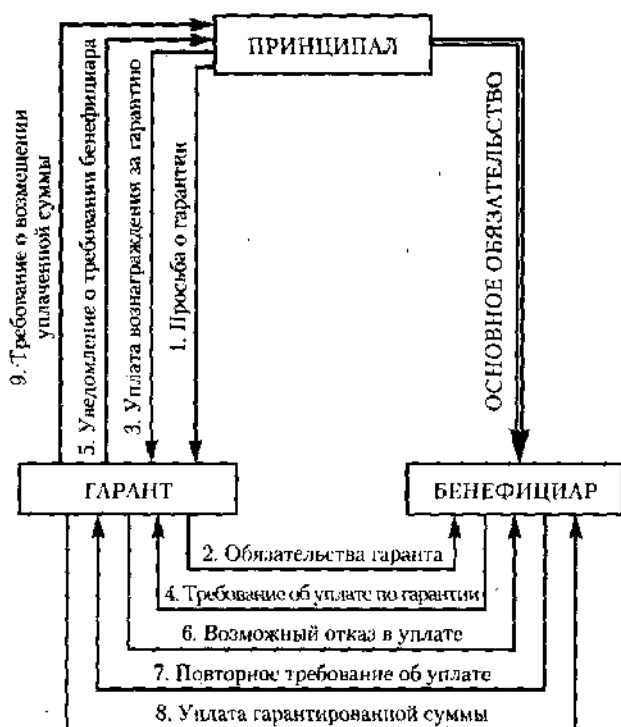 ПРИНЦИПАЛ
9. Требование о возмещении
уплаченной суммы
5. Уведомление о требовании бенефициара
3. Уплата вознаграждения за гарантию
1. Просьба о гарантии
ОСНОВНОЕ ОБЯЗАТЕЛЬСТВО
ГАРАНТ
БЕНЕФИЦИАР
2. Обязательства гаранта
4. Требование об уплате по гарантии
6. Возможный отказ в уплате
7. Повторное требование об уплате
8. Уплата гарантированной суммы